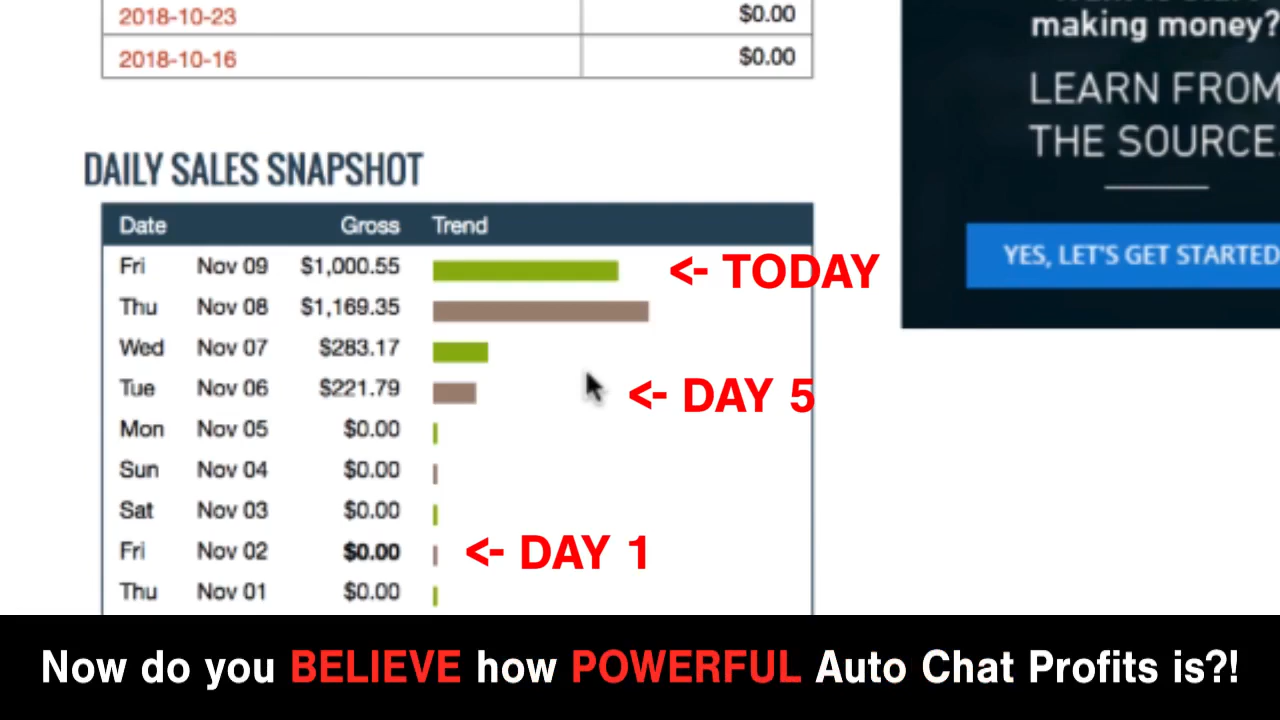 2018-10-23 $0.00
2018-10-16 $0.00
making money?
LEARN FROM
THE SOURCE.
YES, LET'S GET STARTED
DAILY SALES SNAPSHOT
Date Gross Trend
Fri Nov 09 $1,000.55 <- TODAY
Thu Nov 08 $1,169.35
Wed Nov 07 $283.17
Tue Nov 06 $221.79 <- DAY 5
Mon Nov 05 $0.00
Sun Nov 04 $0.00
Sat Nov 03 $0.00
Fri Nov 02 $0.00 <- DAY 1
Thu Nov 01 $0.00
Now do you BELIEVE how POWERFUL Auto Chat Profits is?!